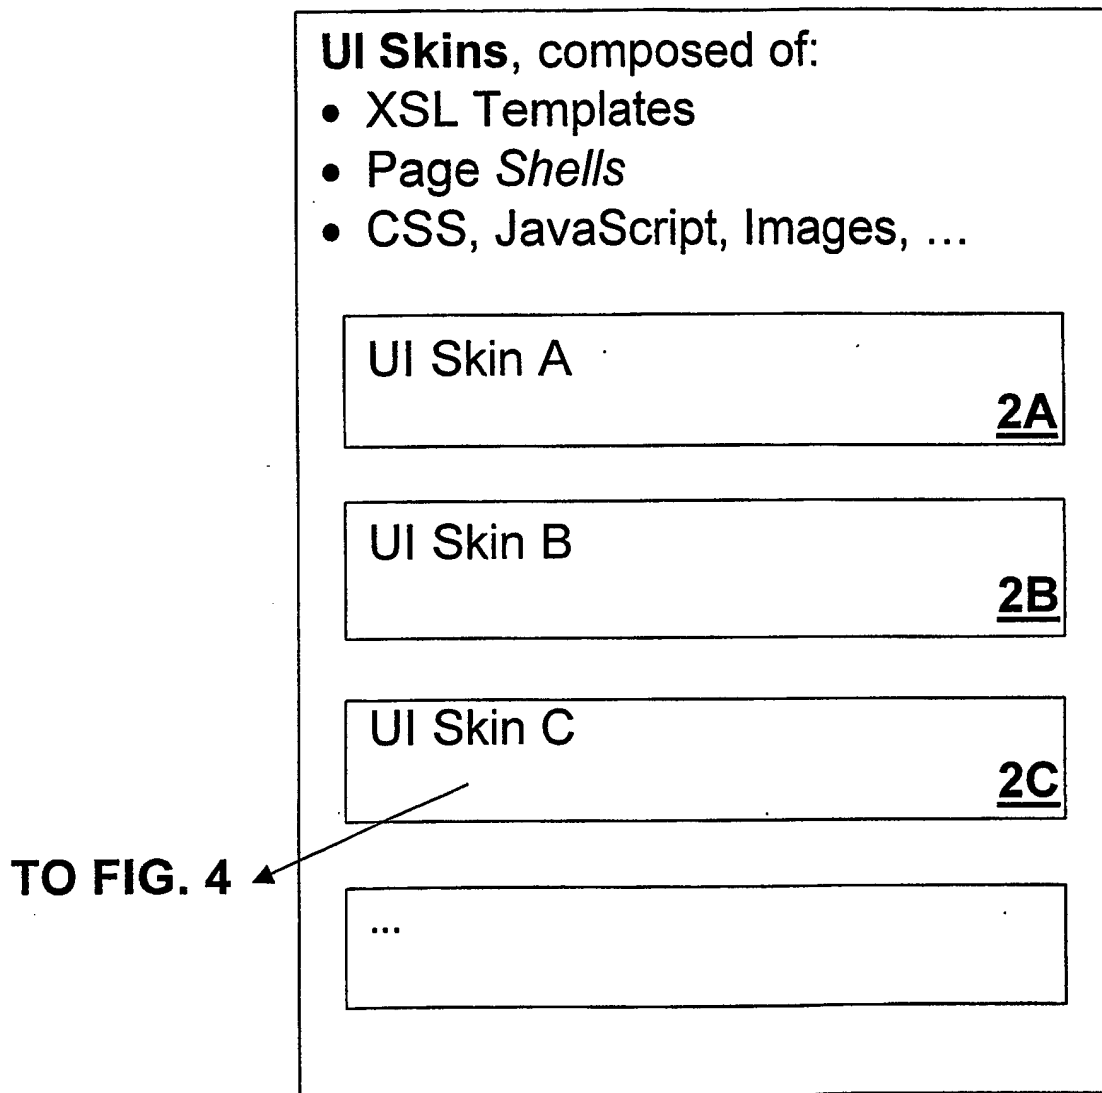 UI Skins, composed of:
• XSL Templates
• Page Shells
• CSS, JavaScript, Images, ...
UI Skin A
2A
UI Skin B
2B
UI Skin C
2C
TO FIG. 4
...